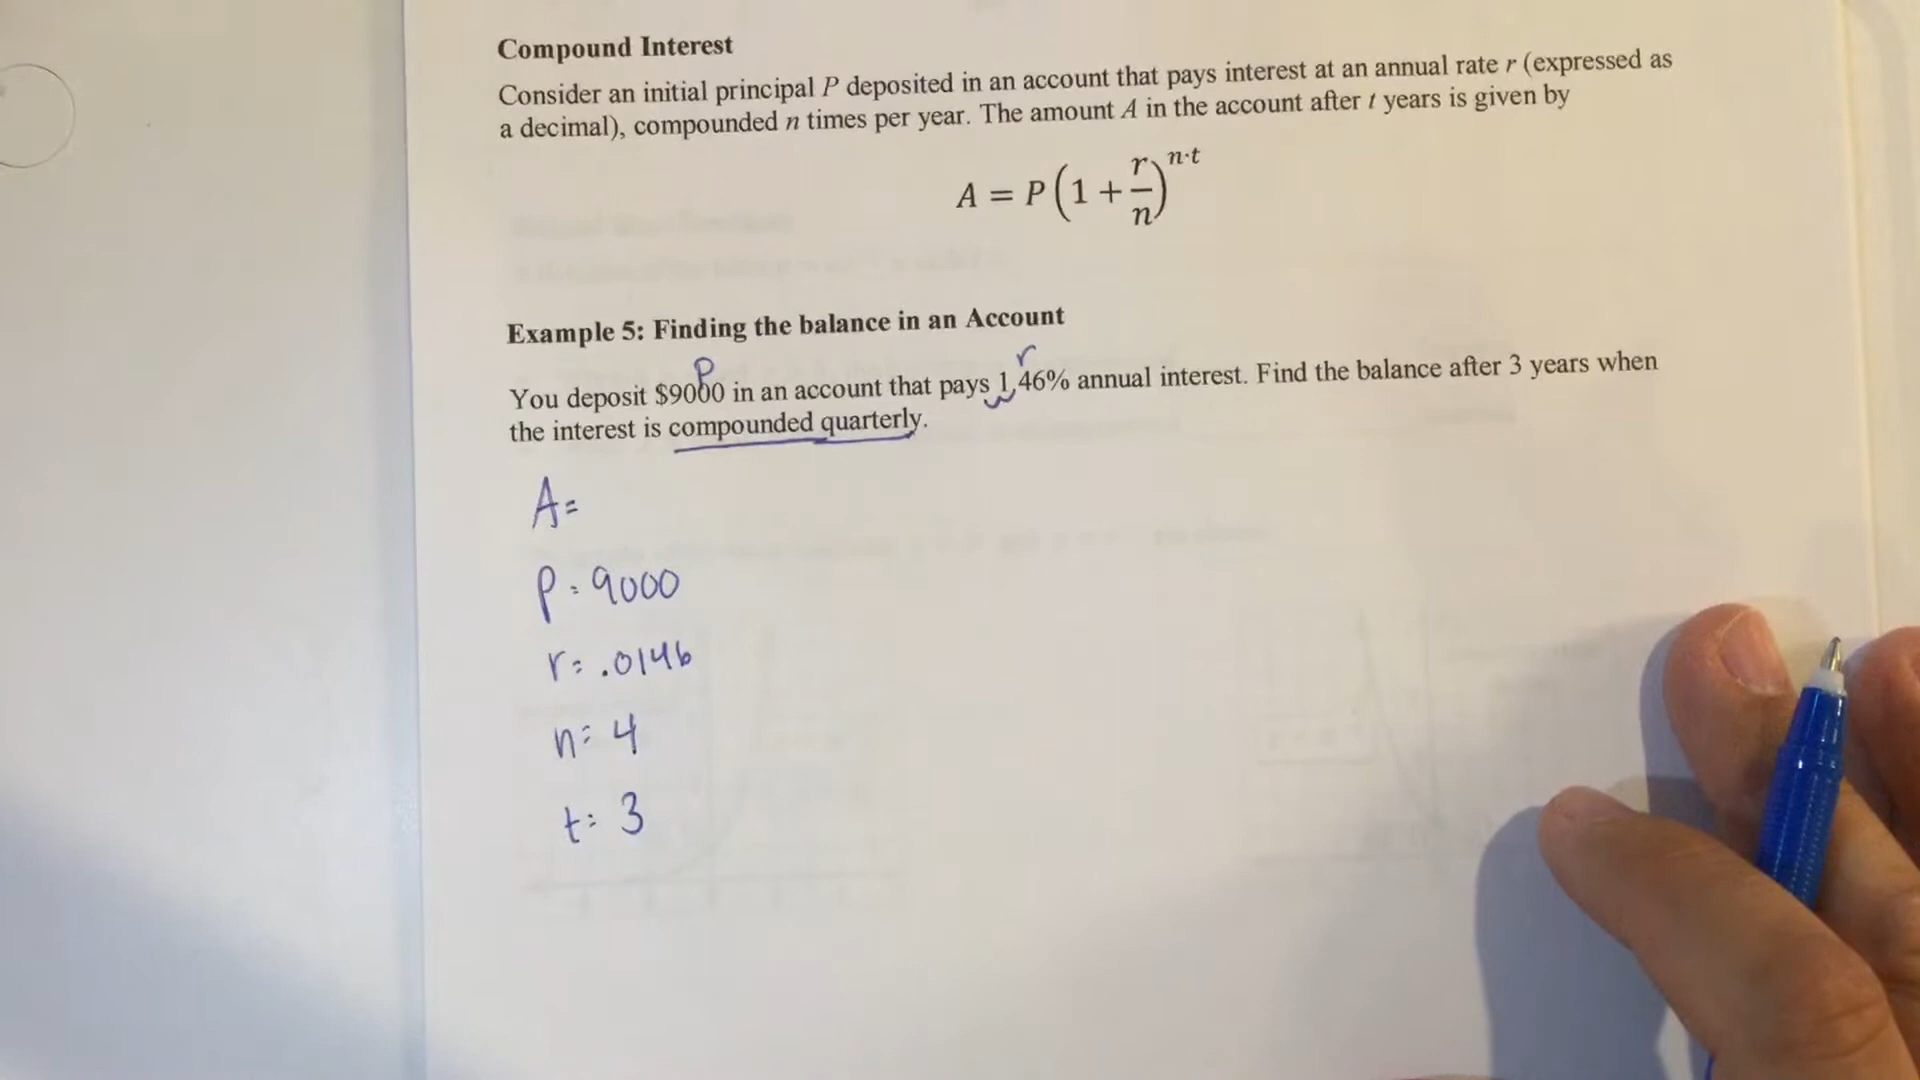 Compound Interest
Consider an initial principal P deposited in an account that pays interest at an annual rate r (expressed as
a decimal), compounded n times per year. The amount A in the account after t years is given by
A = P(1 + r/n)^n·t
Example 5: Finding the balance in an Account
P r
You deposit $9000 in an account that pays 1.46% annual interest. Find the balance after 3 years when
the interest is compounded quarterly.
A=
P = 9000
r = .0146
n = 4
t = 3